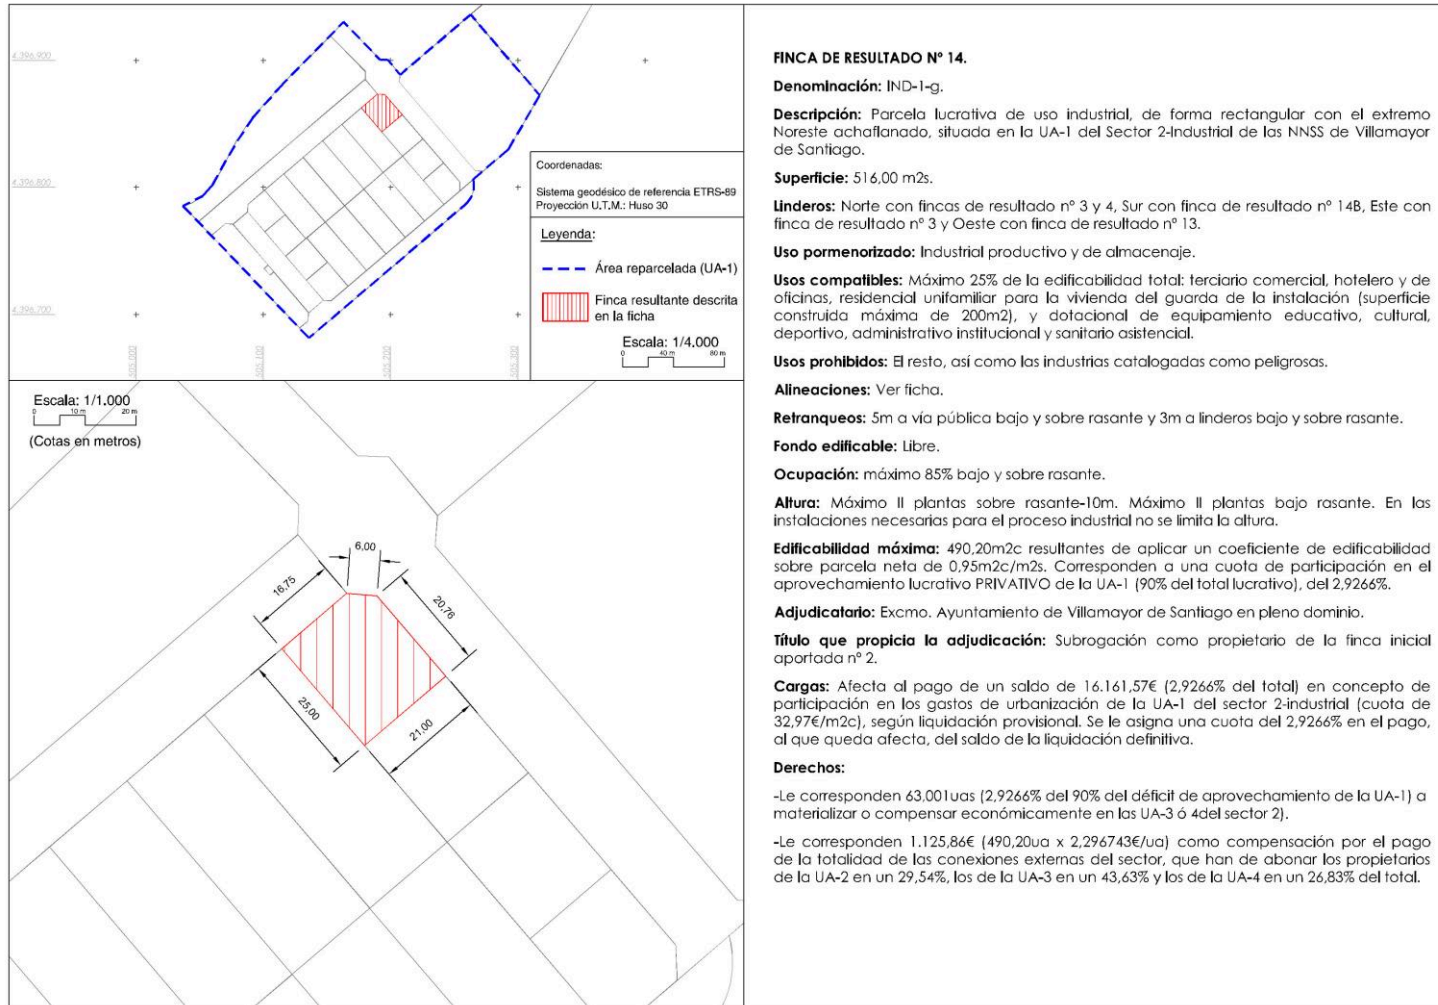 4.396.900
4.396.800
4.396.700
505.000
505.100
505.200
505.300
Coordenadas:
Sistema geodésico de referencia ETRS-89
Proyección U.T.M.: Huso 30
Leyenda:
Área reparcelada (UA-1)
Finca resultante descrita
en la ficha
Escala: 1/4.000
0 40 m 80 m
Escala: 1/1.000
0 10 m 20 m
(Cotas en metros)
6,00
16,75
20,76
25,00
21,00
FINCA DE RESULTADO Nº 14.
Denominación: IND-1-g.
Descripción: Parcela lucrativa de uso industrial, de forma rectangular con el extremo
Noreste achaflanado, situada en la UA-1 del Sector 2-Industrial de las NNSS de Villamayor
de Santiago.
Superficie: 516,00 m2s.
Linderos: Norte con fincas de resultado nº 3 y 4, Sur con finca de resultado nº 14B, Este con
finca de resultado nº 3 y Oeste con finca de resultado nº 13.
Uso pormenorizado: Industrial productivo y de almacenaje.
Usos compatibles: Máximo 25% de la edificabilidad total: terciario comercial, hotelero y de
oficinas, residencial unifamiliar para la vivienda del guarda de la instalación (superficie
construida máxima de 200m2), y dotacional de equipamiento educativo, cultural,
deportivo, administrativo institucional y sanitario asistencial.
Usos prohibidos: El resto, así como las industrias catalogadas como peligrosas.
Alineaciones: Ver ficha.
Retranqueos: 5m a vía pública bajo y sobre rasante y 3m a linderos bajo y sobre rasante.
Fondo edificable: Libre.
Ocupación: máximo 85% bajo y sobre rasante.
Altura: Máximo II plantas sobre rasante-10m. Máximo II plantas bajo rasante. En las
instalaciones necesarias para el proceso industrial no se limita la altura.
Edificabilidad máxima: 490,20m2c resultantes de aplicar un coeficiente de edificabilidad
sobre parcela neta de 0,95m2c/m2s. Corresponden a una cuota de participación en el
aprovechamiento lucrativo PRIVATIVO de la UA-1 (90% del total lucrativo), del 2,9266%.
Adjudicatario: Excmo. Ayuntamiento de Villamayor de Santiago en pleno dominio.
Título que propicia la adjudicación: Subrogación como propietario de la finca inicial
aportada nº 2.
Cargas: Afecta al pago de un saldo de 16.161,57€ (2,9266% del total) en concepto de
participación en los gastos de urbanización de la UA-1 del sector 2-industrial (cuota de
32,97€/m2c), según liquidación provisional. Se le asigna una cuota del 2,9266% en el pago,
al que queda afecta, del saldo de la liquidación definitiva.
Derechos:
-Le corresponden 63,001uas (2,9266% del 90% del déficit de aprovechamiento de la UA-1) a
materializar o compensar económicamente en las UA-3 ó 4del sector 2).
-Le corresponden 1.125,86€ (490,20ua x 2,296743€/ua) como compensación por el pago
de la totalidad de las conexiones externas del sector, que han de abonar los propietarios
de la UA-2 en un 29,54%, los de la UA-3 en un 43,63% y los de la UA-4 en un 26,83% del total.